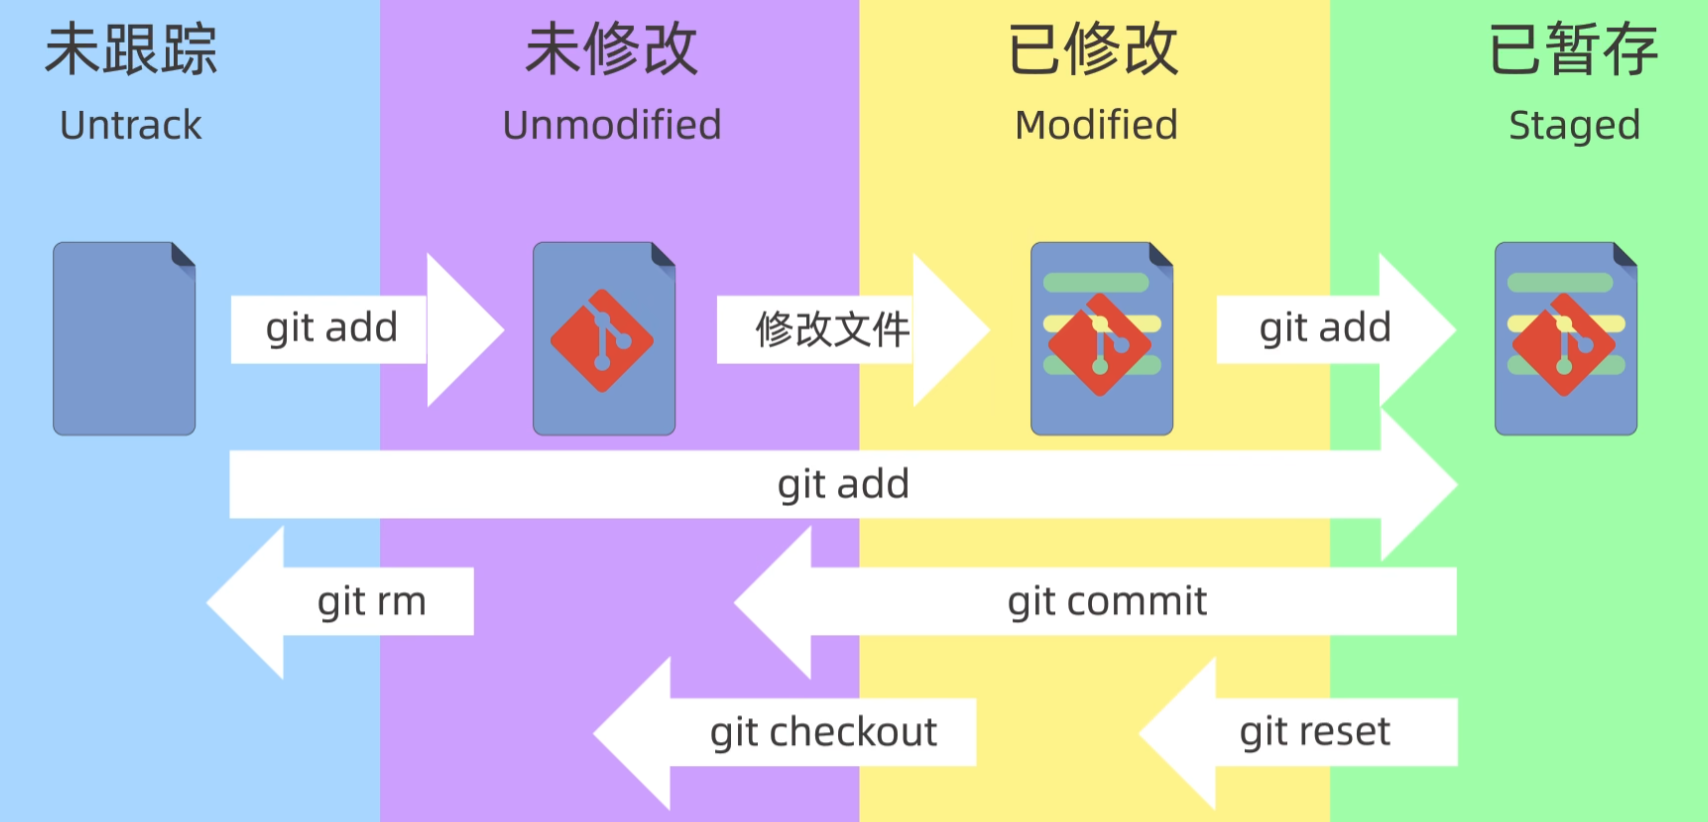 未跟踪
Untrack
未修改
Unmodified
已修改
Modified
已暂存
Staged
git add
修改文件
git add
git add
git rm
git commit
git checkout
git reset